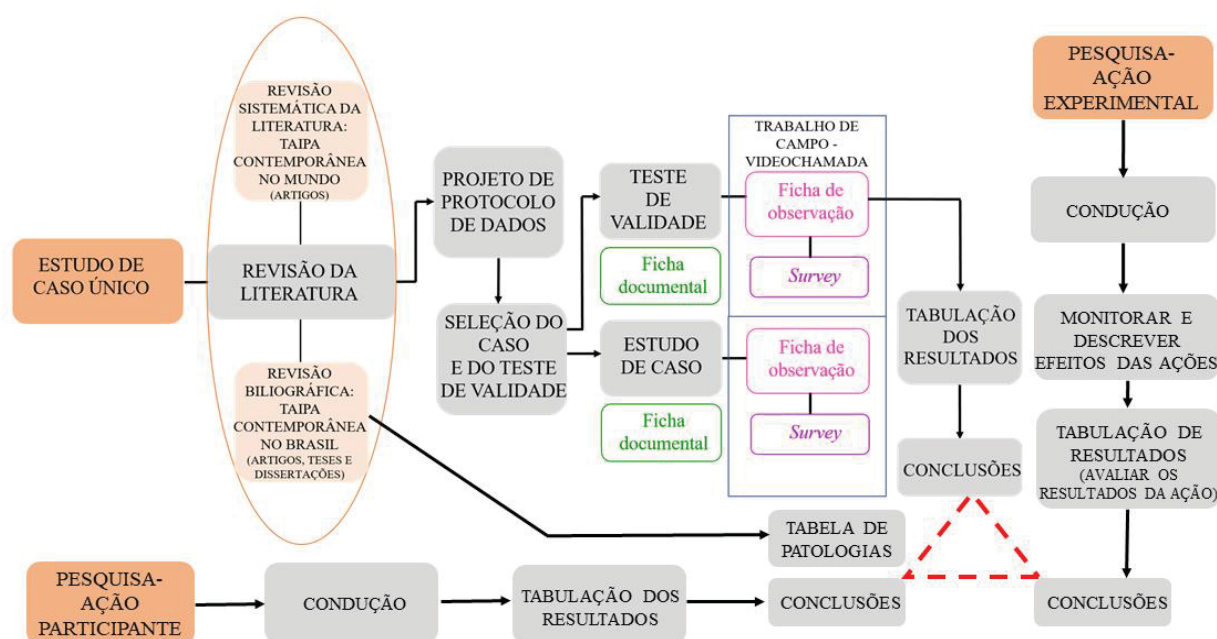 REVISÃO
SISTEMÁTICA DA
LITERATURA:
TAIPA
CONTEMPORÂNEA
NO MUNDO
(ARTIGOS)
ESTUDO DE
CASO ÚNICO
REVISÃO DA
LITERATURA
REVISÃO
BILIOGRÁFICA:
TAIPA
CONTEMPORÂNEA
NO BRASIL
(ARTIGOS, TESES E
DISSERTAÇÕES)
PROJETO DE
PROTOCOLO
DE DADOS
SELEÇÃO DO
CASO
E DO TESTE
DE VALIDADE
TESTE
DE
VALIDADE
Ficha
documental
ESTUDO
DE CASO
Ficha
documental
TRABALHO DE
CAMPO -
VIDEOCHAMADA
Ficha de
observação
Survey
Ficha de
observação
Survey
TABULAÇÃO
DOS
RESULTADOS
CONCLUSÕES
TABELA DE
PATOLOGIAS
PESQUISA-
AÇÃO
EXPERIMENTAL
CONDUÇÃO
MONITORAR E
DESCREVER
EFEITOS DAS AÇÕES
TABULAÇÃO DE
RESULTADOS
(AVALIAR OS
RESULTADOS DA AÇÃO)
CONCLUSÕES
PESQUISA-
AÇÃO
PARTICIPANTE
CONDUÇÃO
TABULAÇÃO DOS
RESULTADOS
CONCLUSÕES